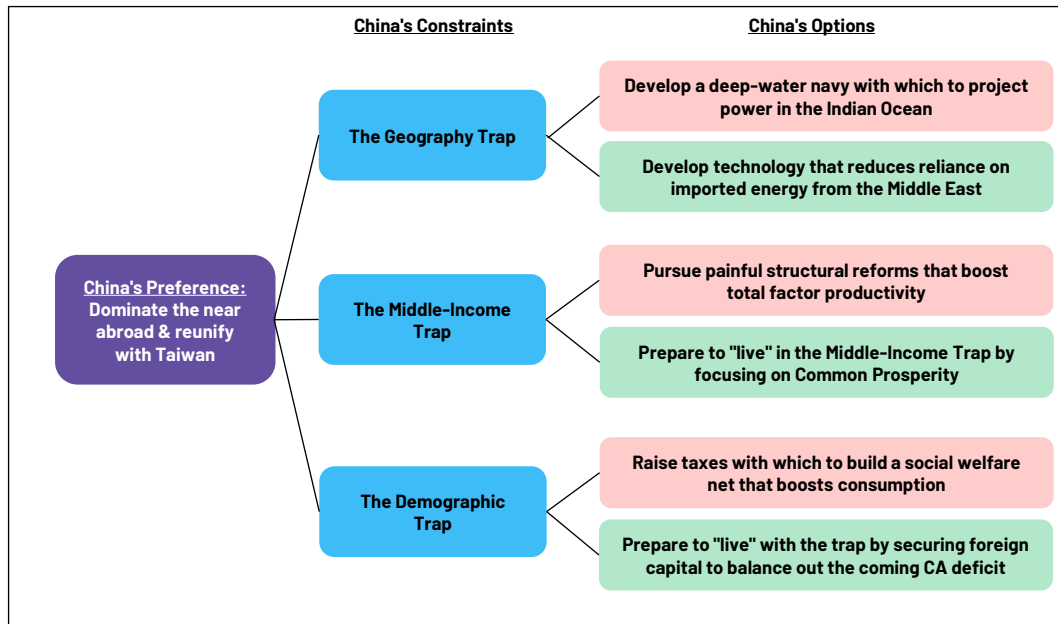 China's Constraints
China's Options
China's Preference:
Dominate the near
abroad & reunify
with Taiwan
The Geography Trap
Develop a deep-water navy with which to project
power in the Indian Ocean
Develop technology that reduces reliance on
imported energy from the Middle East
The Middle-Income
Trap
Pursue painful structural reforms that boost
total factor productivity
Prepare to "live" in the Middle-Income Trap by
focusing on Common Prosperity
The Demographic
Trap
Raise taxes with which to build a social welfare
net that boosts consumption
Prepare to "live" with the trap by securing foreign
capital to balance out the coming CA deficit